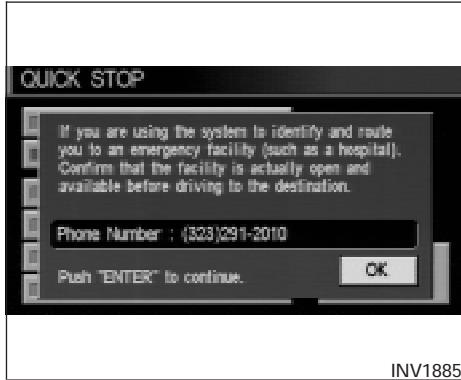 QUICK STOP
If you are using the system to identify and route
you to an emergency facility (such as a hospital).
Confirm that the facility is actually open and
available before driving to the destination.
Phone Number : (323)291-2010
Push "ENTER" to continue.
OK
INV1885